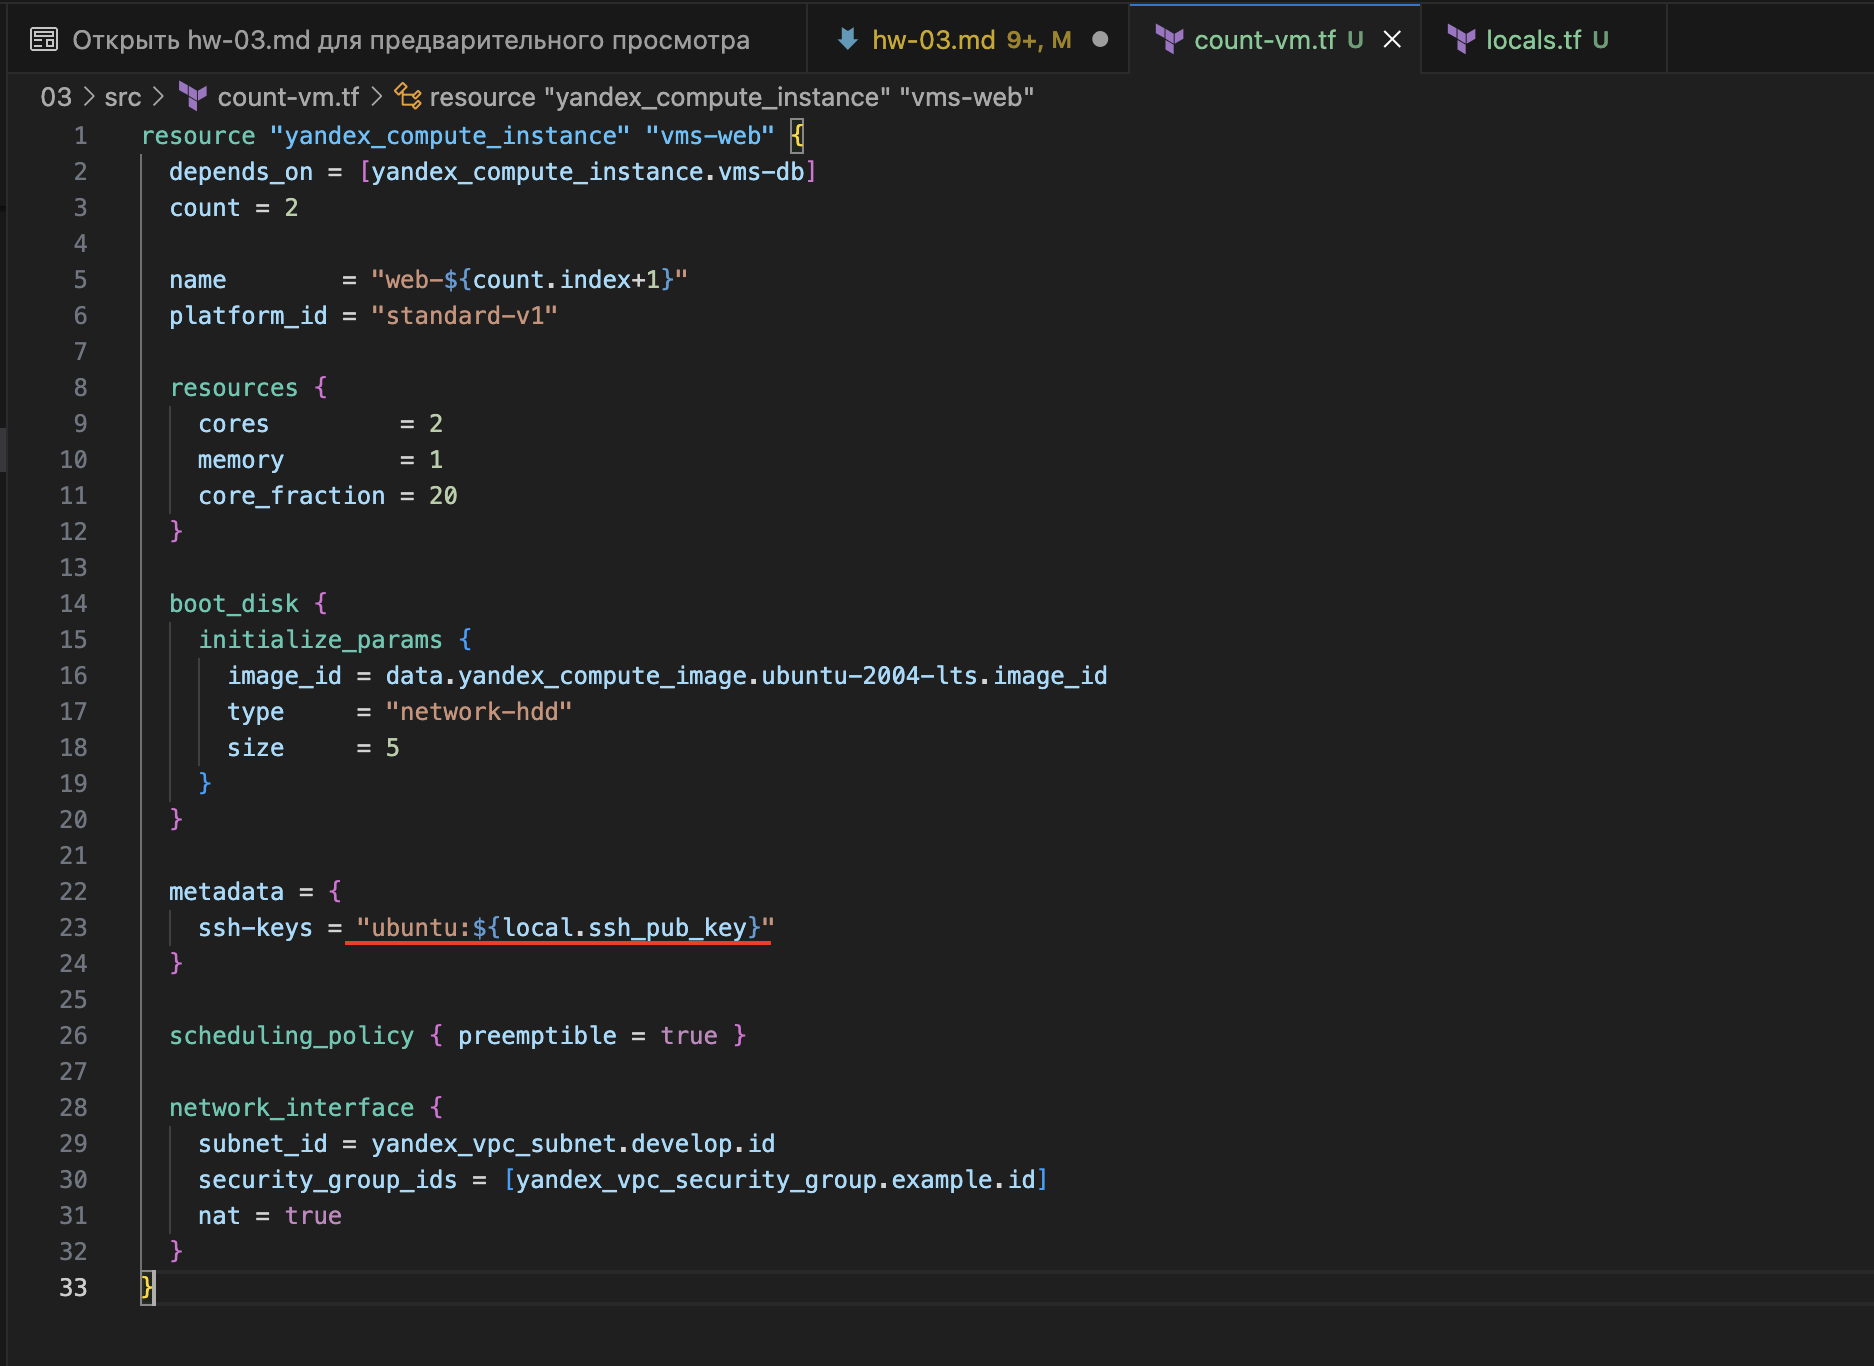 Открыть hw-03.md для предварительного просмотра
hw-03.md 9+, M
count-vm.tf U
locals.tf U
03 > src > count-vm.tf > resource "yandex_compute_instance" "vms-web"
1 resource "yandex_compute_instance" "vms-web" {
2   depends_on = [yandex_compute_instance.vms-db]
3   count = 2
4
5   name        = "web-${count.index+1}"
6   platform_id = "standard-v1"
7
8   resources {
9     cores         = 2
10     memory        = 1
11     core_fraction = 20
12   }
13
14   boot_disk {
15     initialize_params {
16       image_id = data.yandex_compute_image.ubuntu-2004-lts.image_id
17       type     = "network-hdd"
18       size     = 5
19     }
20   }
21
22   metadata = {
23     ssh-keys = "ubuntu:${local.ssh_pub_key}"
24   }
25
26   scheduling_policy { preemptible = true }
27
28   network_interface {
29     subnet_id = yandex_vpc_subnet.develop.id
30     security_group_ids = [yandex_vpc_security_group.example.id]
31     nat = true
32   }
33 }